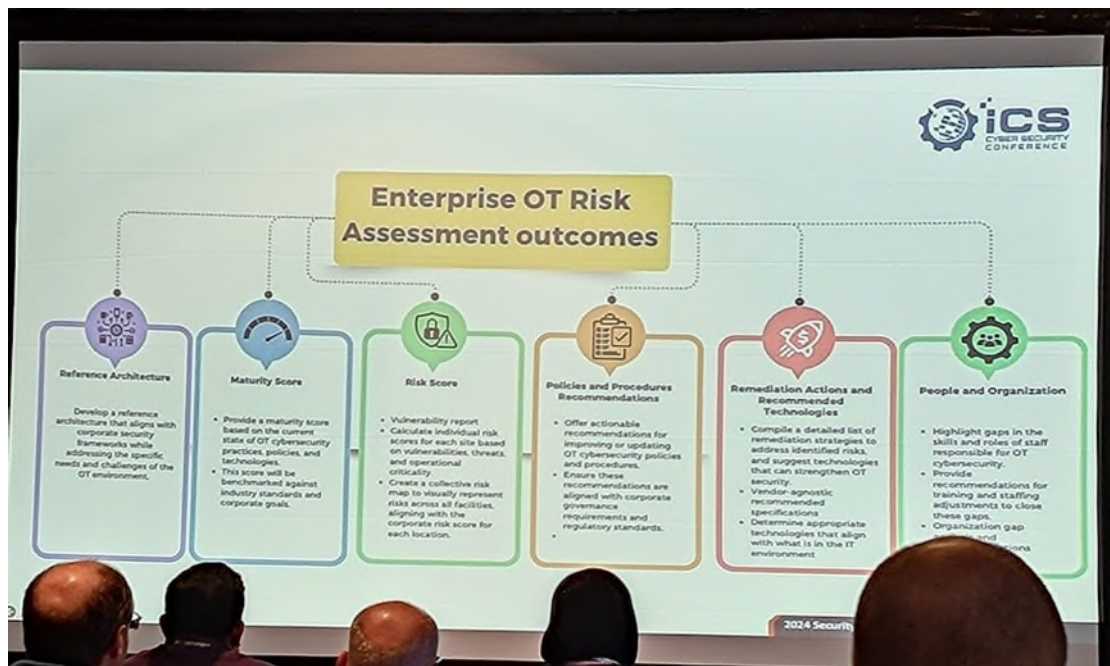 iCS
CYBER SECURITY
CONFERENCE
Enterprise OT Risk
Assessment outcomes
Reference Architecture
Develop a reference
architecture that aligns with
corporate security
frameworks while
addressing the specific
needs and challenges of the
OT environment.
Maturity Score
• Provide a maturity score
based on the current
state of OT cybersecurity
practices, policies, and
technologies.
• This score will be
benchmarked against
industry standards and
corporate goals.
Risk Score
• Vulnerability report
• Calculate individual risk
scores for each site based
on vulnerabilities, threats,
and operational
criticality.
• Create a collective risk
map to visually represent
risks across all facilities,
aligning with the
corporate risk score for
each location.
Policies and Procedures
Recommendations
• Offer actionable
recommendations for
improving or updating
OT cybersecurity policies
and procedures.
• Ensure these
recommendations are
aligned with corporate
governance
requirements and
regulatory standards.
•
Remediation Actions and
Recommended
Technologies
• Compile a detailed list of
remediation strategies to
address identified risks,
and suggest technologies
that can strengthen OT
security.
• Vendor-agnostic
recommended
specifications
• Determine appropriate
technologies that align
with what is in the IT
environment
People and Organization
• Highlight gaps in the
skills and roles of staff
responsible for OT
cybersecurity.
• Provide
recommendations for
training and staffing
adjustments to close
these gaps.
• Organization gap
and
2024 Security